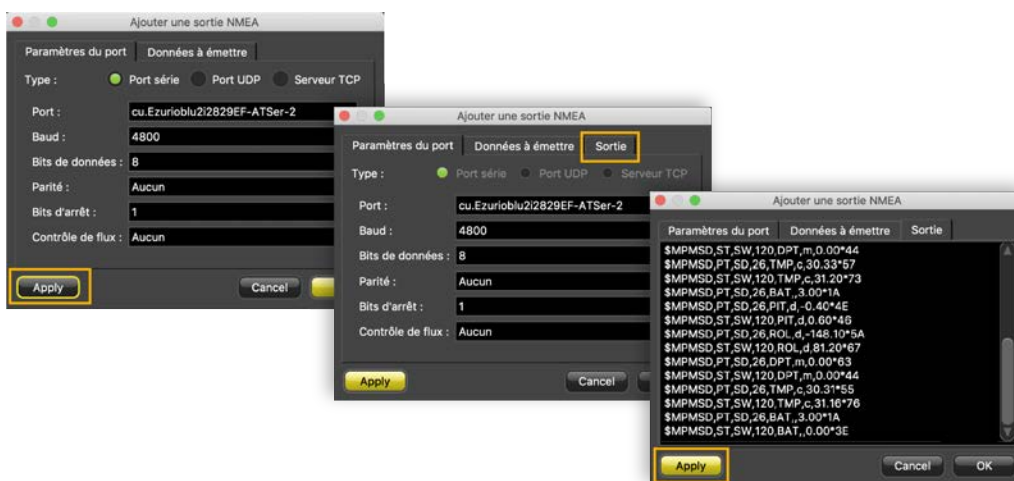 Ajouter une sortie NMEA
Paramètres du port Données à émettre
Type : Port série Port UDP Serveur TCP
Port : cu.Ezurioblu2i2829EF-ATSer-2
Baud : 4800
Bits de données : 8
Parité : Aucun
Bits d'arrêt : 1
Contrôle de flux : Aucun
Apply Cancel
Ajouter une sortie NMEA
Paramètres du port Données à émettre Sortie
Type : Port série Port UDP Serveur TCP
Port : cu.Ezurioblu2i2829EF-ATSer-2
Baud : 4800
Bits de données : 8
Parité : Aucun
Bits d'arrêt : 1
Contrôle de flux : Aucun
Apply Cancel
Ajouter une sortie NMEA
Paramètres du port Données à émettre Sortie
$MPMSD,ST,SW,120,DPT,m,0.00*44
$MPMSD,PT,SD,26,TMP,c,30.33*57
$MPMSD,ST,SW,120,TMP,c,31.20*73
$MPMSD,PT,SD,26,BAT,,3.00*1A
$MPMSD,PT,SD,26,PIT,d,-0.40*4E
$MPMSD,ST,SW,120,PIT,d,0.60*46
$MPMSD,PT,SD,26,ROL,d,-148.10*5A
$MPMSD,ST,SW,120,ROL,d,81.20*67
$MPMSD,PT,SD,26,DPT,m,0.00*63
$MPMSD,ST,SW,120,DPT,m,0.00*44
$MPMSD,PT,SD,26,TMP,c,30.31*55
$MPMSD,ST,SW,120,TMP,c,31.16*76
$MPMSD,PT,SD,26,BAT,,3.00*1A
$MPMSD,ST,SW,120,BAT,,0.00*3E
Apply Cancel OK